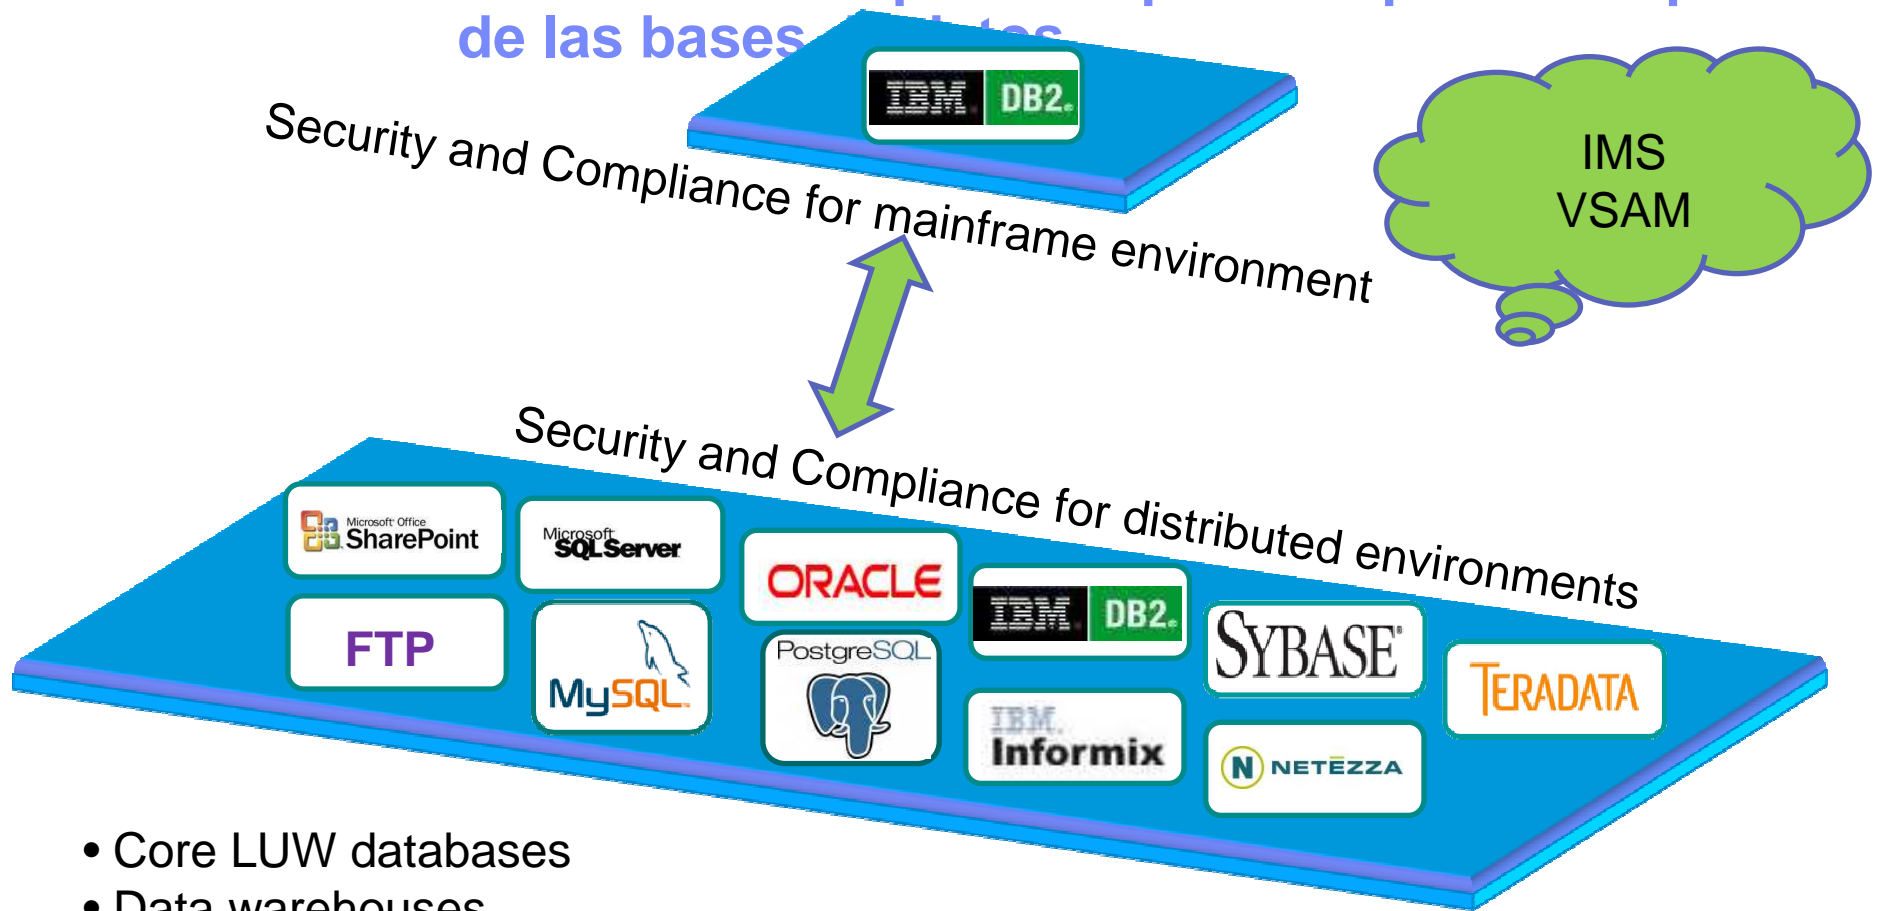 de las bases
IBM DB2.
Security and Compliance for mainframe environment
IMS
VSAM
Security and Compliance for distributed environments
Microsoft Office
SharePoint
Microsoft
SQL Server
ORACLE
IBM DB2.
SYBASE
TERADATA
FTP
MySQL
PostgreSQL
IBM
Informix
N NETEZZA
• Core LUW databases
• Data warehouses